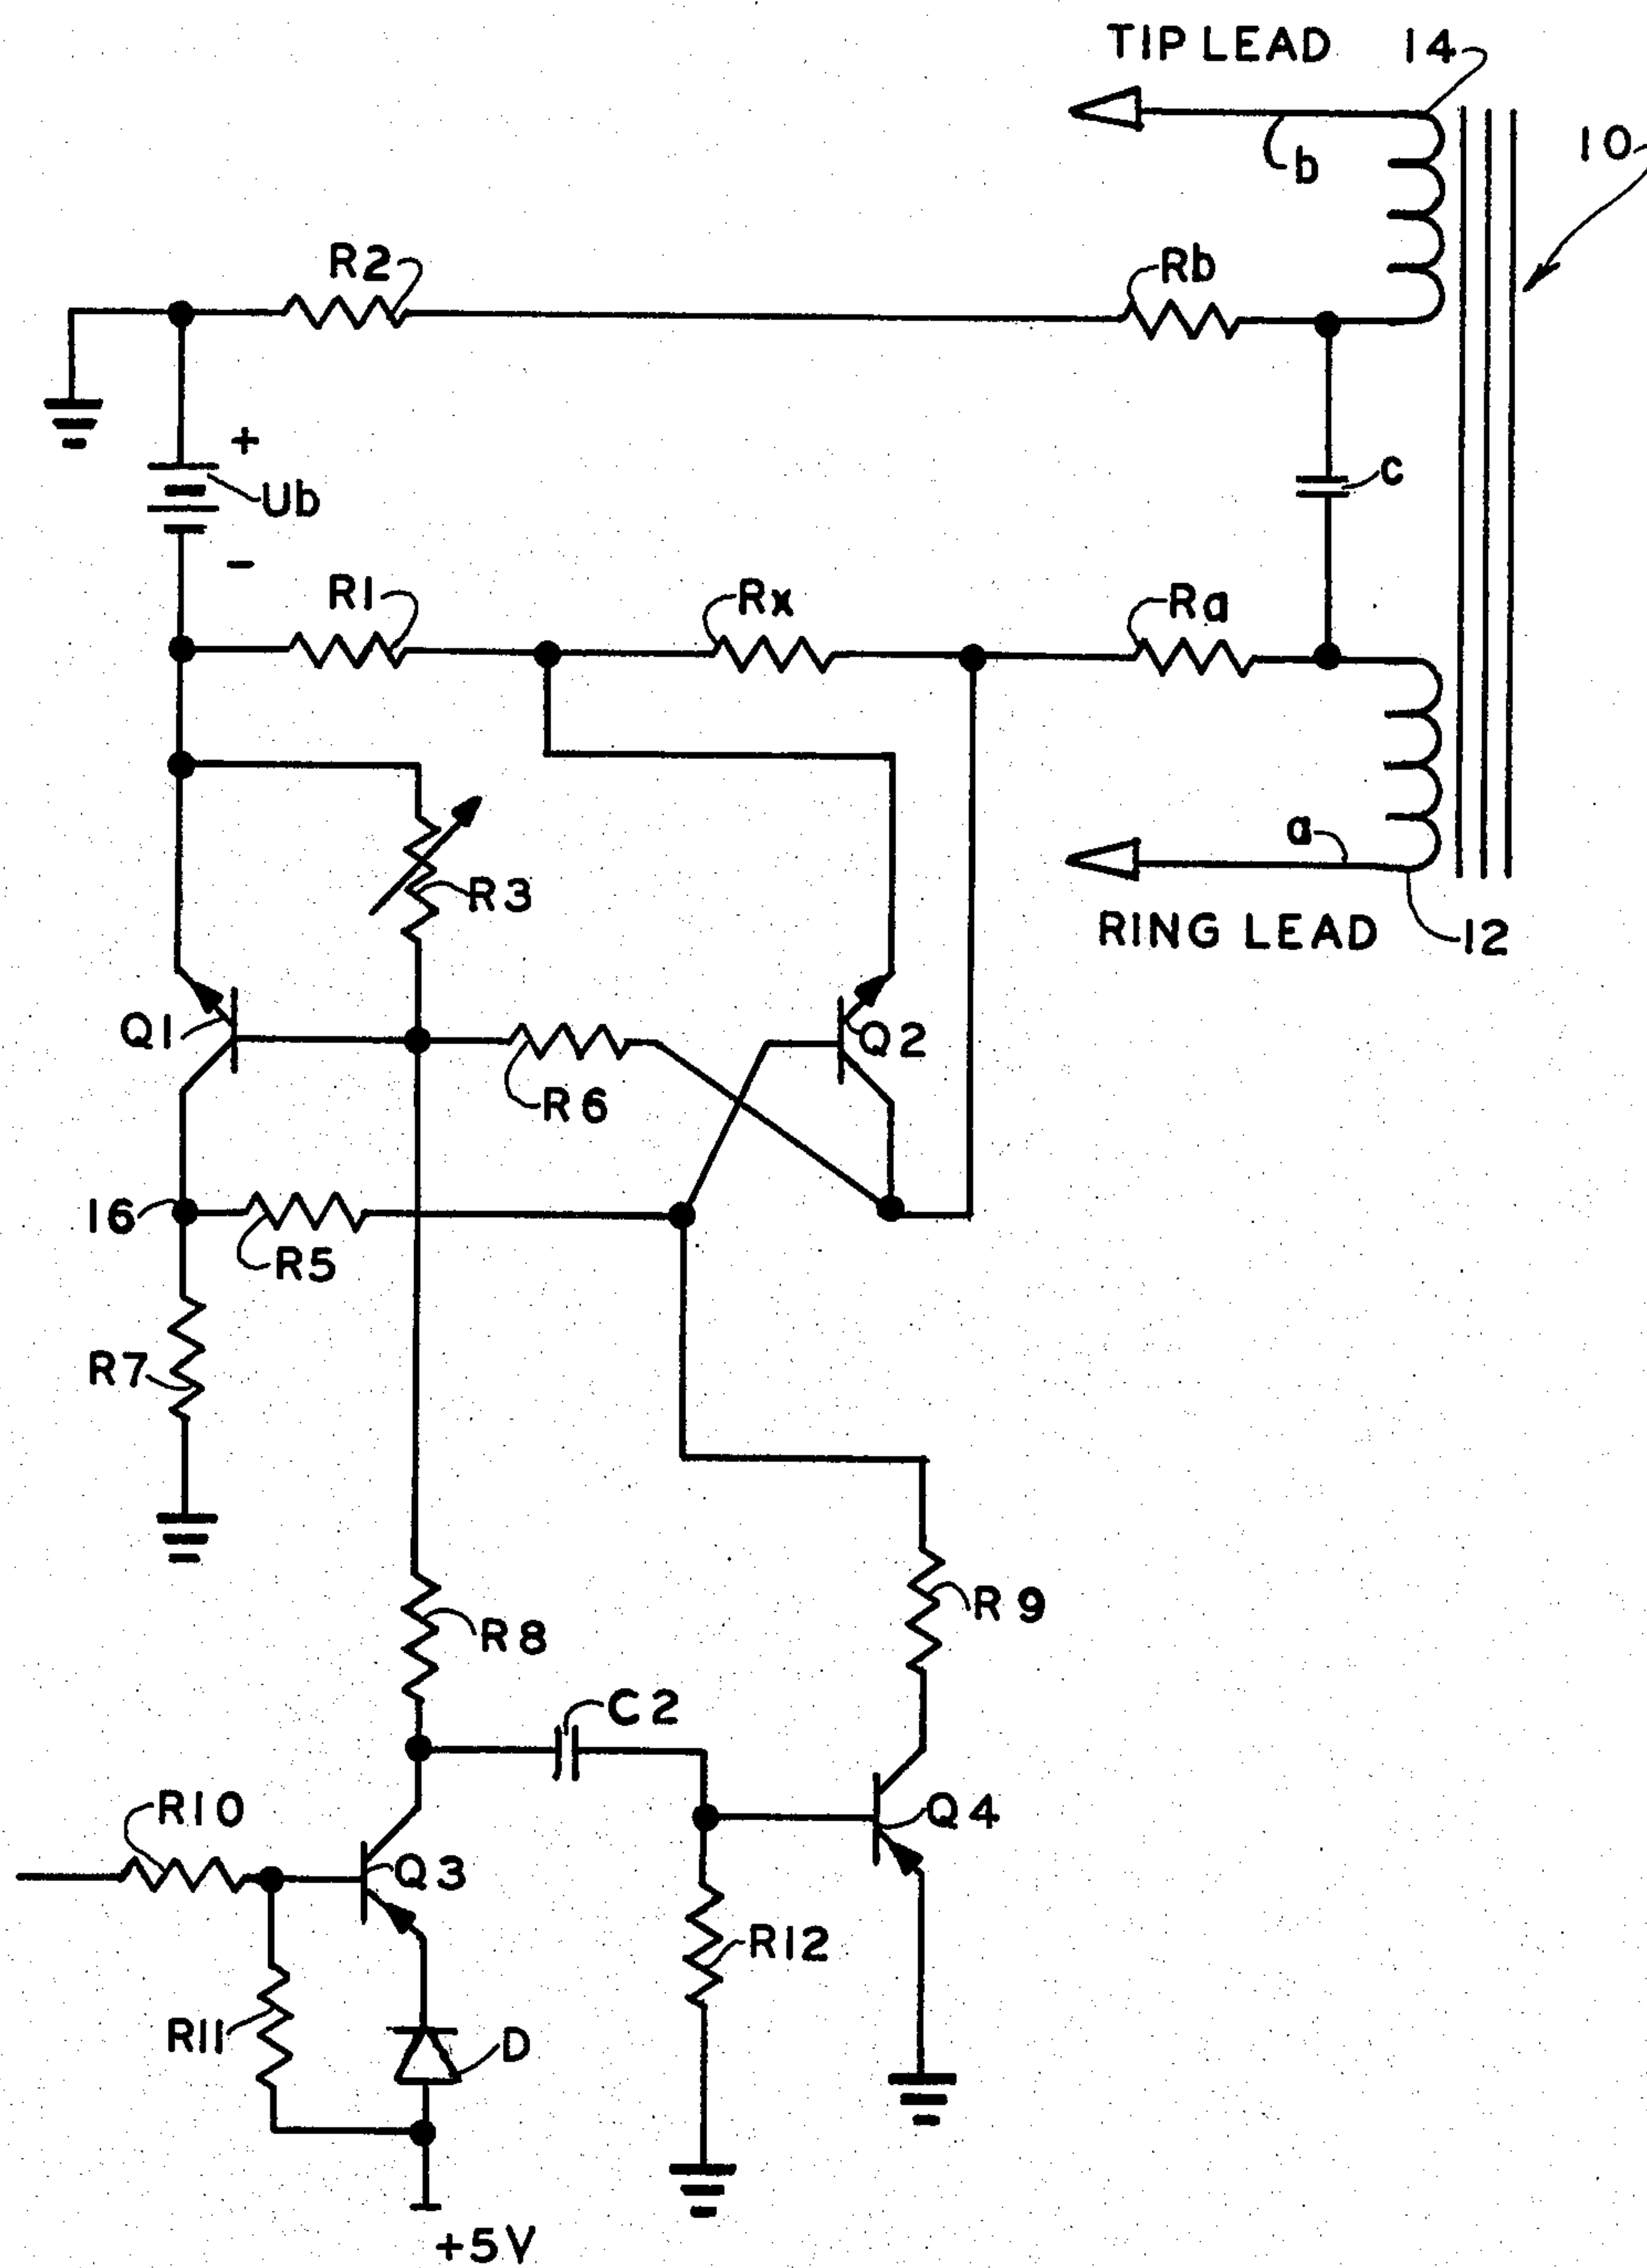 TIP LEAD 14
10
b
R2
Rb
+
Ub
c
-
R1
Rx
Ra
a
R3
RING LEAD
12
Q1
Q2
R6
16
R5
R7
R9
R8
C2
R10
Q4
Q3
R12
R11
D
+5V